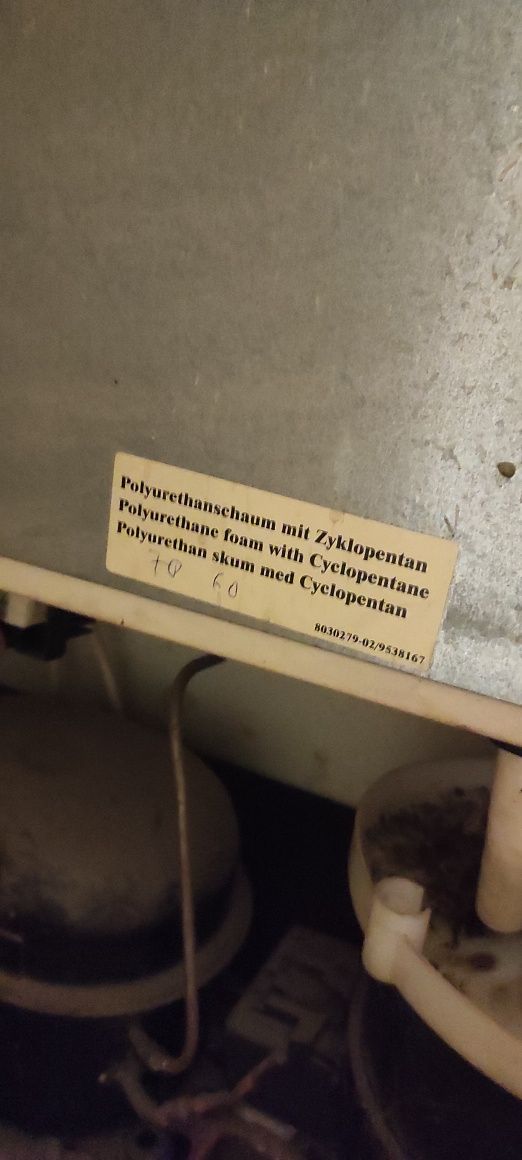 Polyurethanschaum mit Zyklopentan
Polyurethane foam with Cyclopentane
Polyurethan skum med Cyclopentan
70 60
8030279-02/9538167